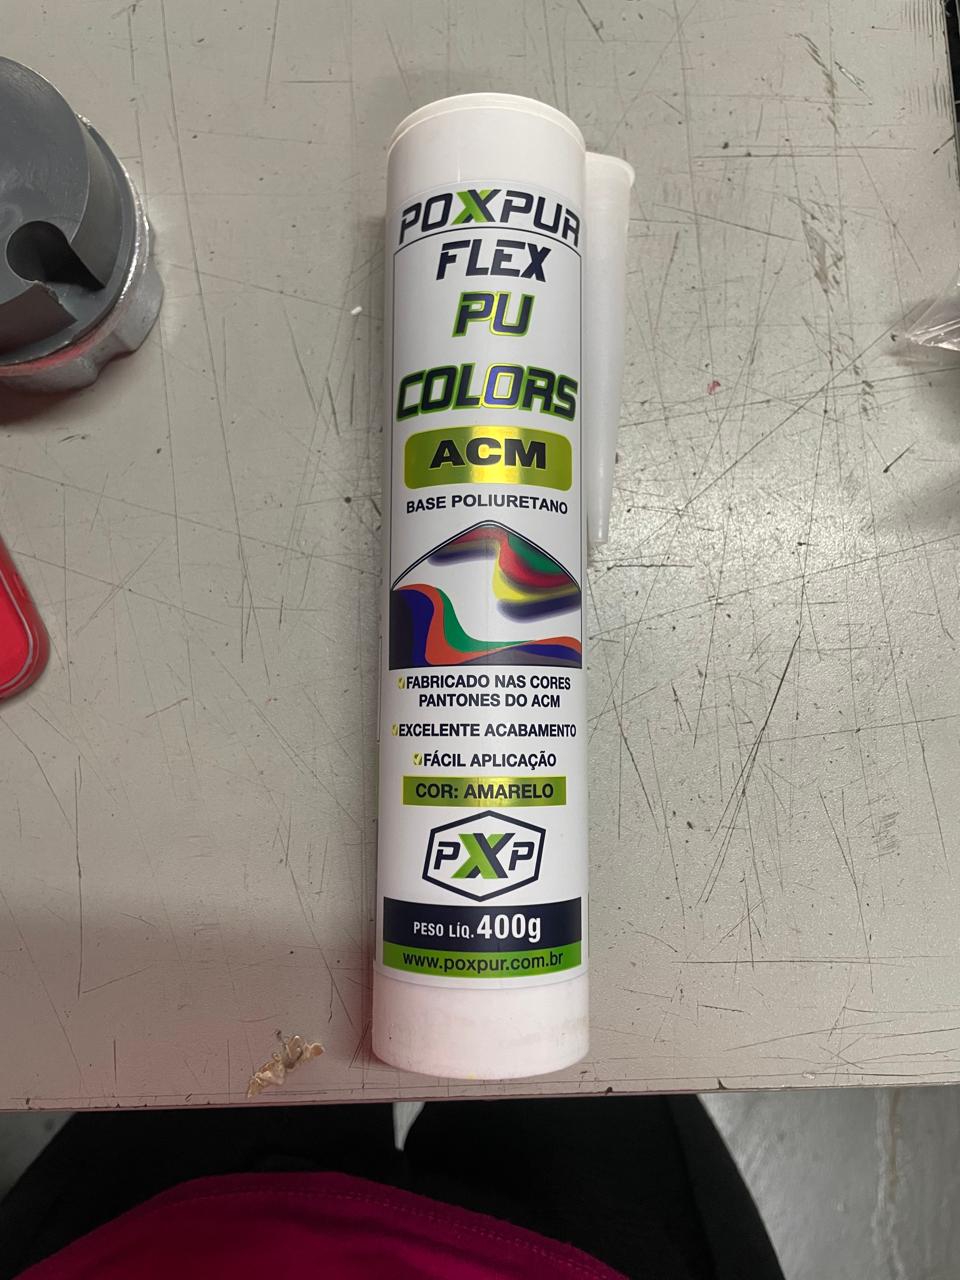 POXPUR
FLEX
PU
COLORS
ACM
BASE POLIURETANO
FABRICADO NAS CORES
PANTONES DO ACM
EXCELENTE ACABAMENTO
FÁCIL APLICAÇÃO
COR: AMARELO
PXP
PESO LÍQ. 400g
www.poxpur.com.br